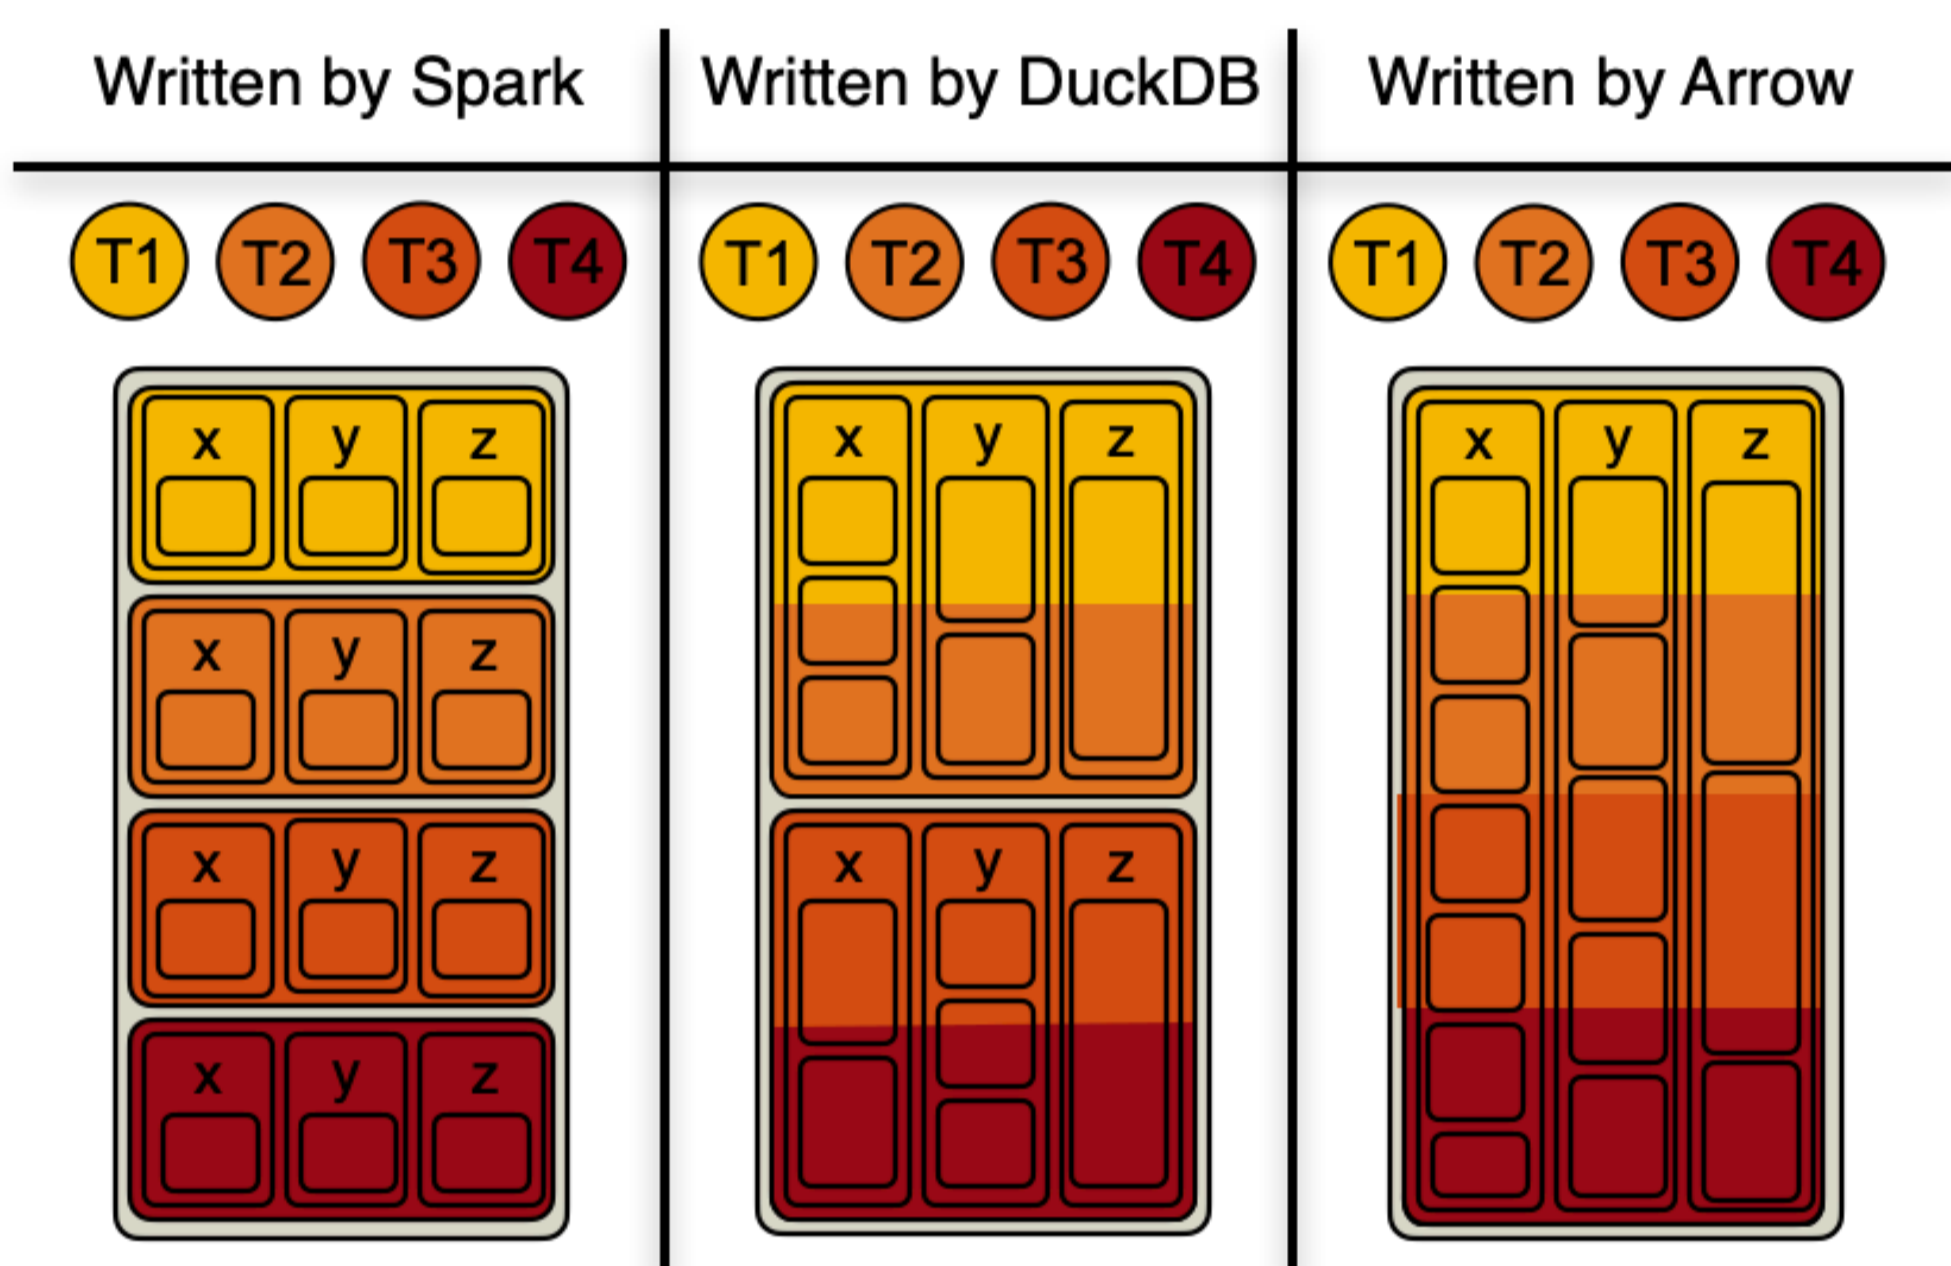 Written by Spark
Written by DuckDB
Written by Arrow
T1 T2 T3 T4
T1 T2 T3 T4
T1 T2 T3 T4
x y z
x y z
x y z
x y z
x y z
x y z
x y z